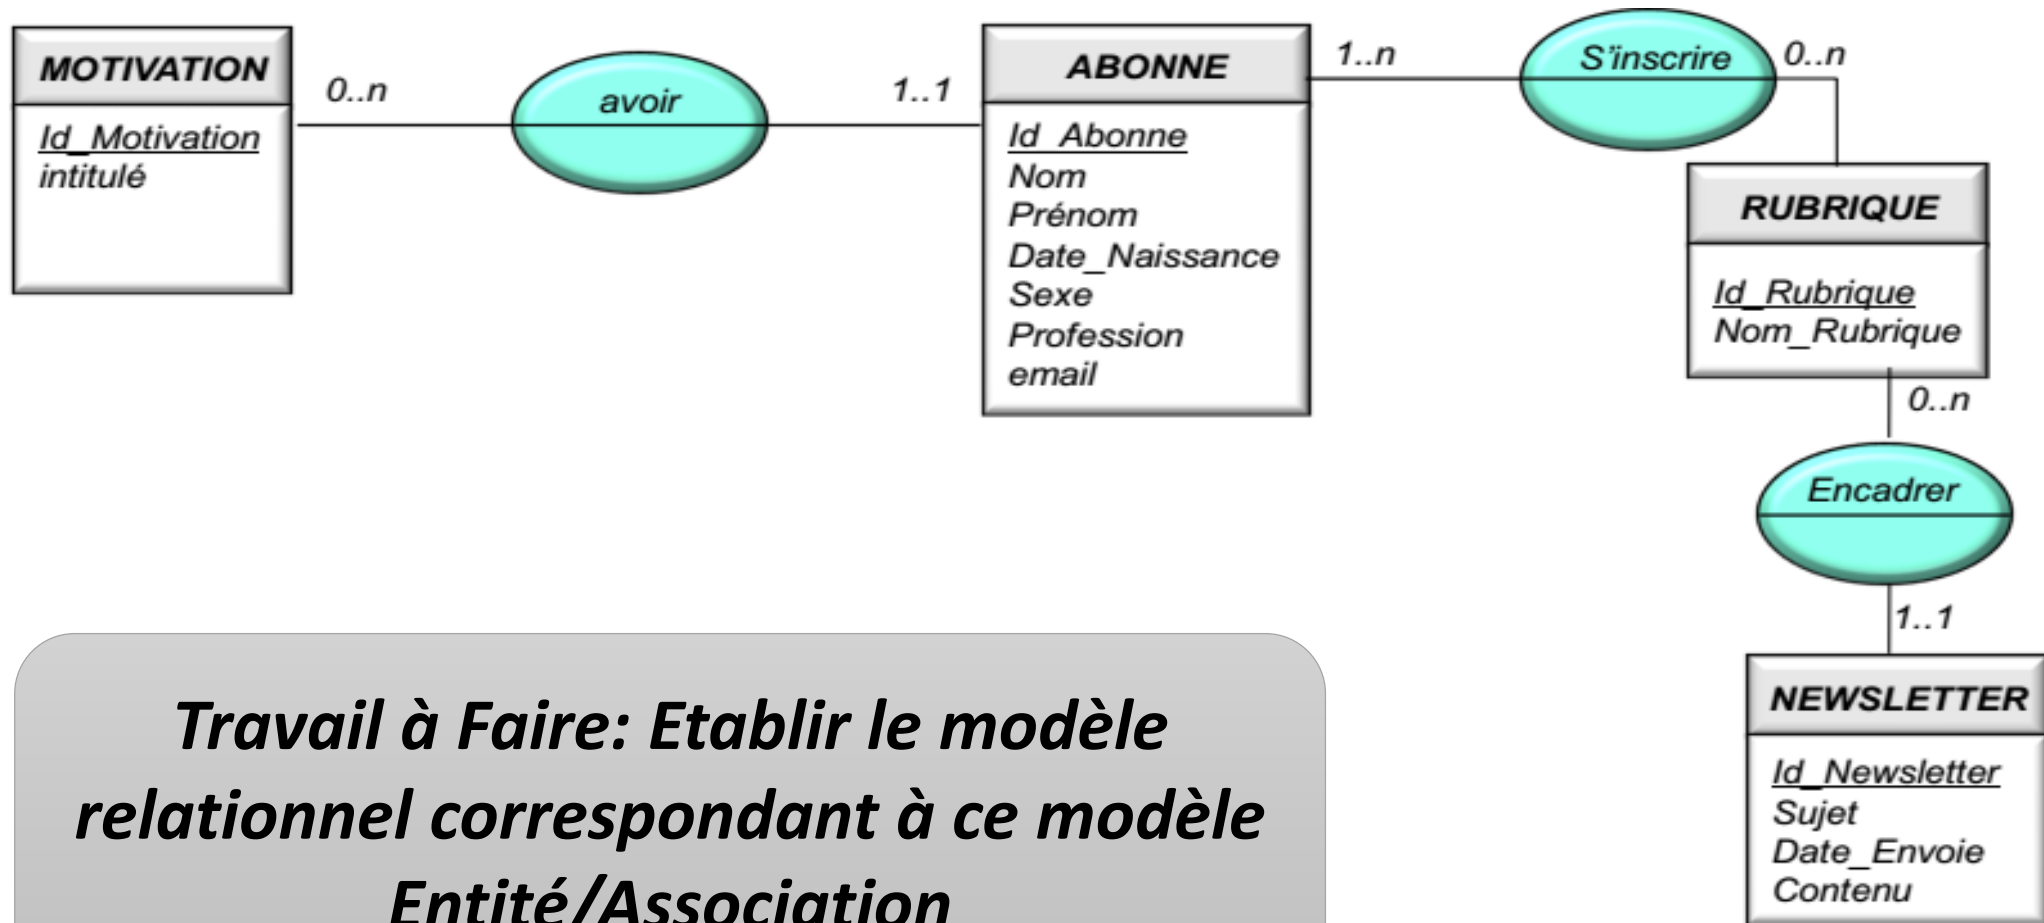 MOTIVATION
Id_Motivation
intitulé
0..n
avoir
1..1
ABONNE
Id_Abonne
Nom
Prénom
Date_Naissance
Sexe
Profession
email
1..n
S'inscrire
0..n
RUBRIQUE
Id_Rubrique
Nom_Rubrique
0..n
Encadrer
1..1
NEWSLETTER
Id_Newsletter
Sujet
Date_Envoie
Contenu
Travail à Faire: Etablir le modèle
relationnel correspondant à ce modèle
Entité/Association